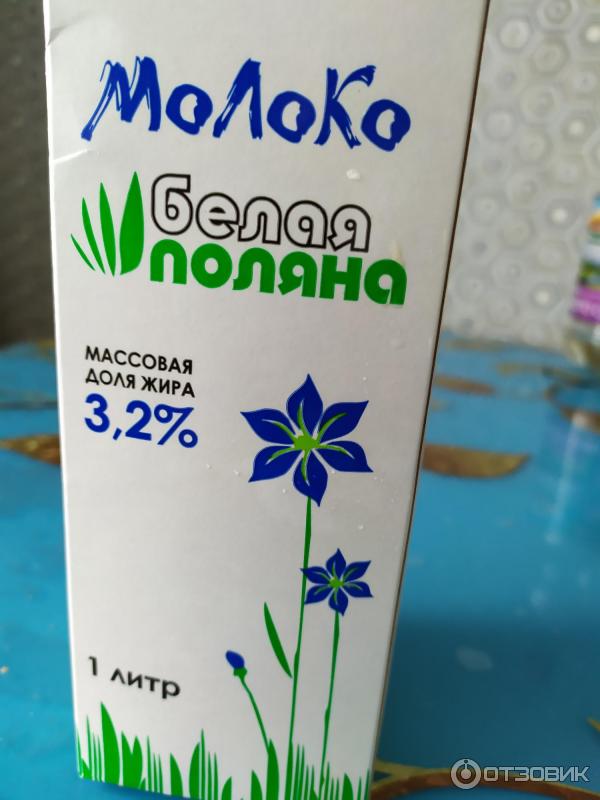 Молоко
белая
поляна
МАССОВАЯ
ДОЛЯ ЖИРА
3,2%
1 литр
ОТЗОВИК